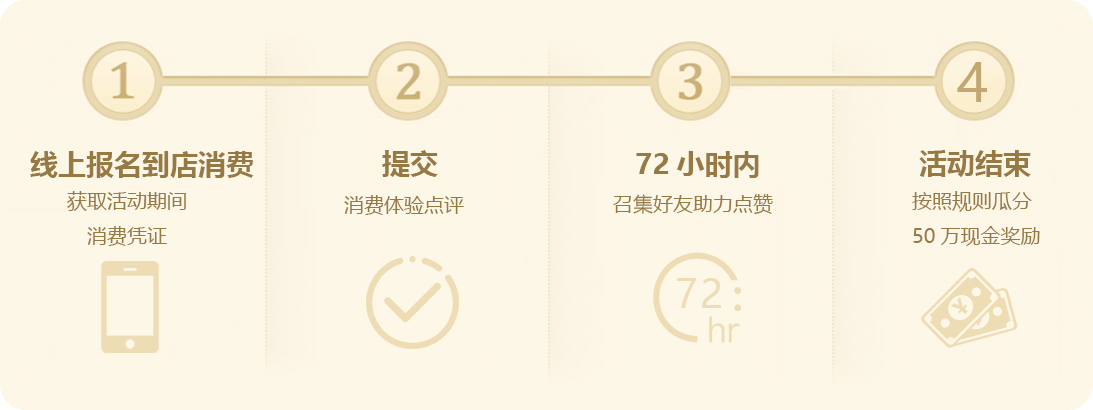 1
线上报名到店消费
获取活动期间
消费凭证
2
提交
消费体验点评
3
72 小时内
召集好友助力点赞
72
hr
4
活动结束
按照规则瓜分
50 万现金奖励
¥